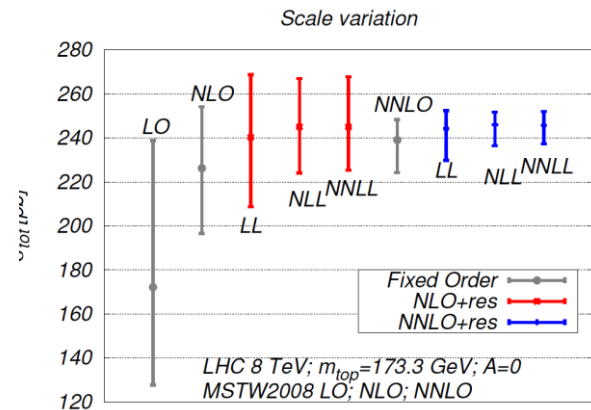 Scale variation
280
260
240
220
200
180
160
140
120
LO
NLO
LL
NLL
NNLL
NNLO
LL
NLL
NNLL
Fixed Order
NLO+res
NNLO+res
LHC 8 TeV; m_top=173.3 GeV; A=0
MSTW2008 LO; NLO; NNLO